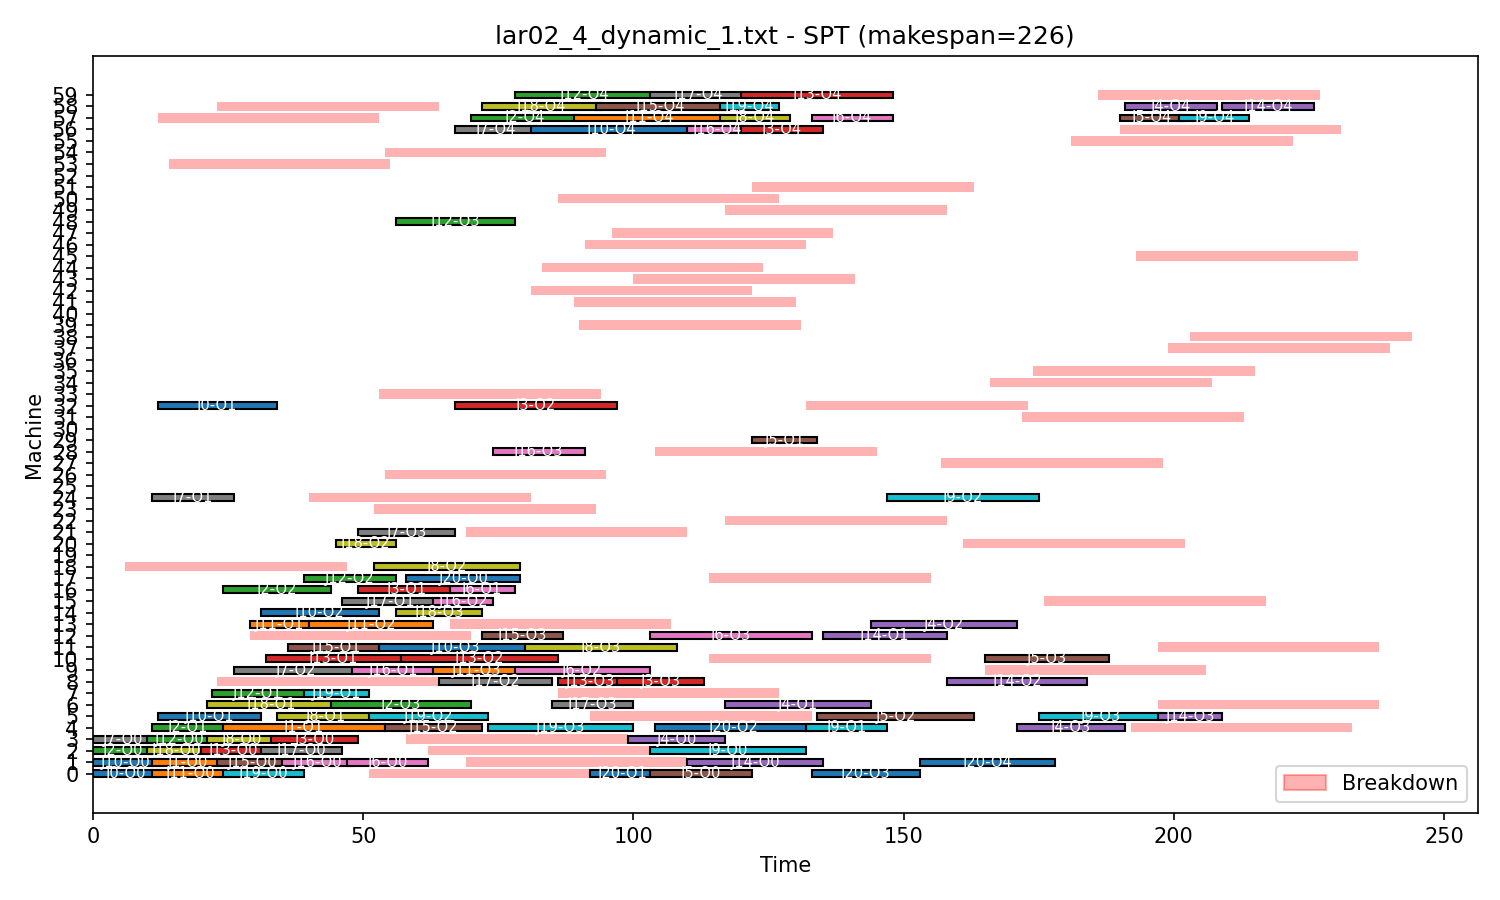 lar02_4_dynamic_1.txt - SPT (makespan=226)
Machine
59
58
57
56
55
54
53
52
51
50
49
48
47
46
45
44
43
42
41
40
39
38
37
36
35
34
33
32
31
30
29
28
27
26
25
24
23
22
21
20
19
18
17
16
15
14
13
12
11
10
9
8
7
6
5
4
3
2
1
0
J12-O4 J17-O4 J13-O4
J18-O4 J15-O4 J19-O4 J4-O4 J14-O4
J2-O4 J11-O4 J8-O4 J6-O4 J5-O4 J9-O4
J7-O4 J10-O4 J16-O4 J3-O4
J12-O3
J0-O1 J3-O2
J5-O1
J16-O3
J7-O1 J9-O2
J7-O3
J18-O2
J8-O2
J12-O2 J20-O0
J2-O2 J3-O1 J6-O1
J17-O1 J16-O2
J10-O2 J18-O3
J11-O1 J11-O2 J4-O2
J15-O3 J6-O3 J14-O1
J15-O1 J10-O3 J8-O3
J13-O1 J13-O2 J5-O3
J7-O2 J16-O1 J11-O3 J6-O2
J17-O2 J13-O3 J3-O3 J14-O2
J12-O1 J19-O1
J18-O1 J2-O3 J17-O3 J4-O1
J10-O1 J8-O1 J19-O2 J5-O2 J9-O3 J14-O3
J2-O1 J1-O1 J15-O2 J19-O3 J20-O2 J9-O1 J4-O3
J7-O0 J12-O0 J8-O0 J3-O0 J4-O0
J2-O0 J18-O0 J13-O0 J17-O0 J9-O0
J10-O0 J1-O0 J15-O0 J16-O0 J6-O0 J14-O0 J20-O4
J0-O0 J11-O0 J19-O0 J20-O1 J5-O0 J20-O3
Breakdown
0 50 100 150 200 250
Time